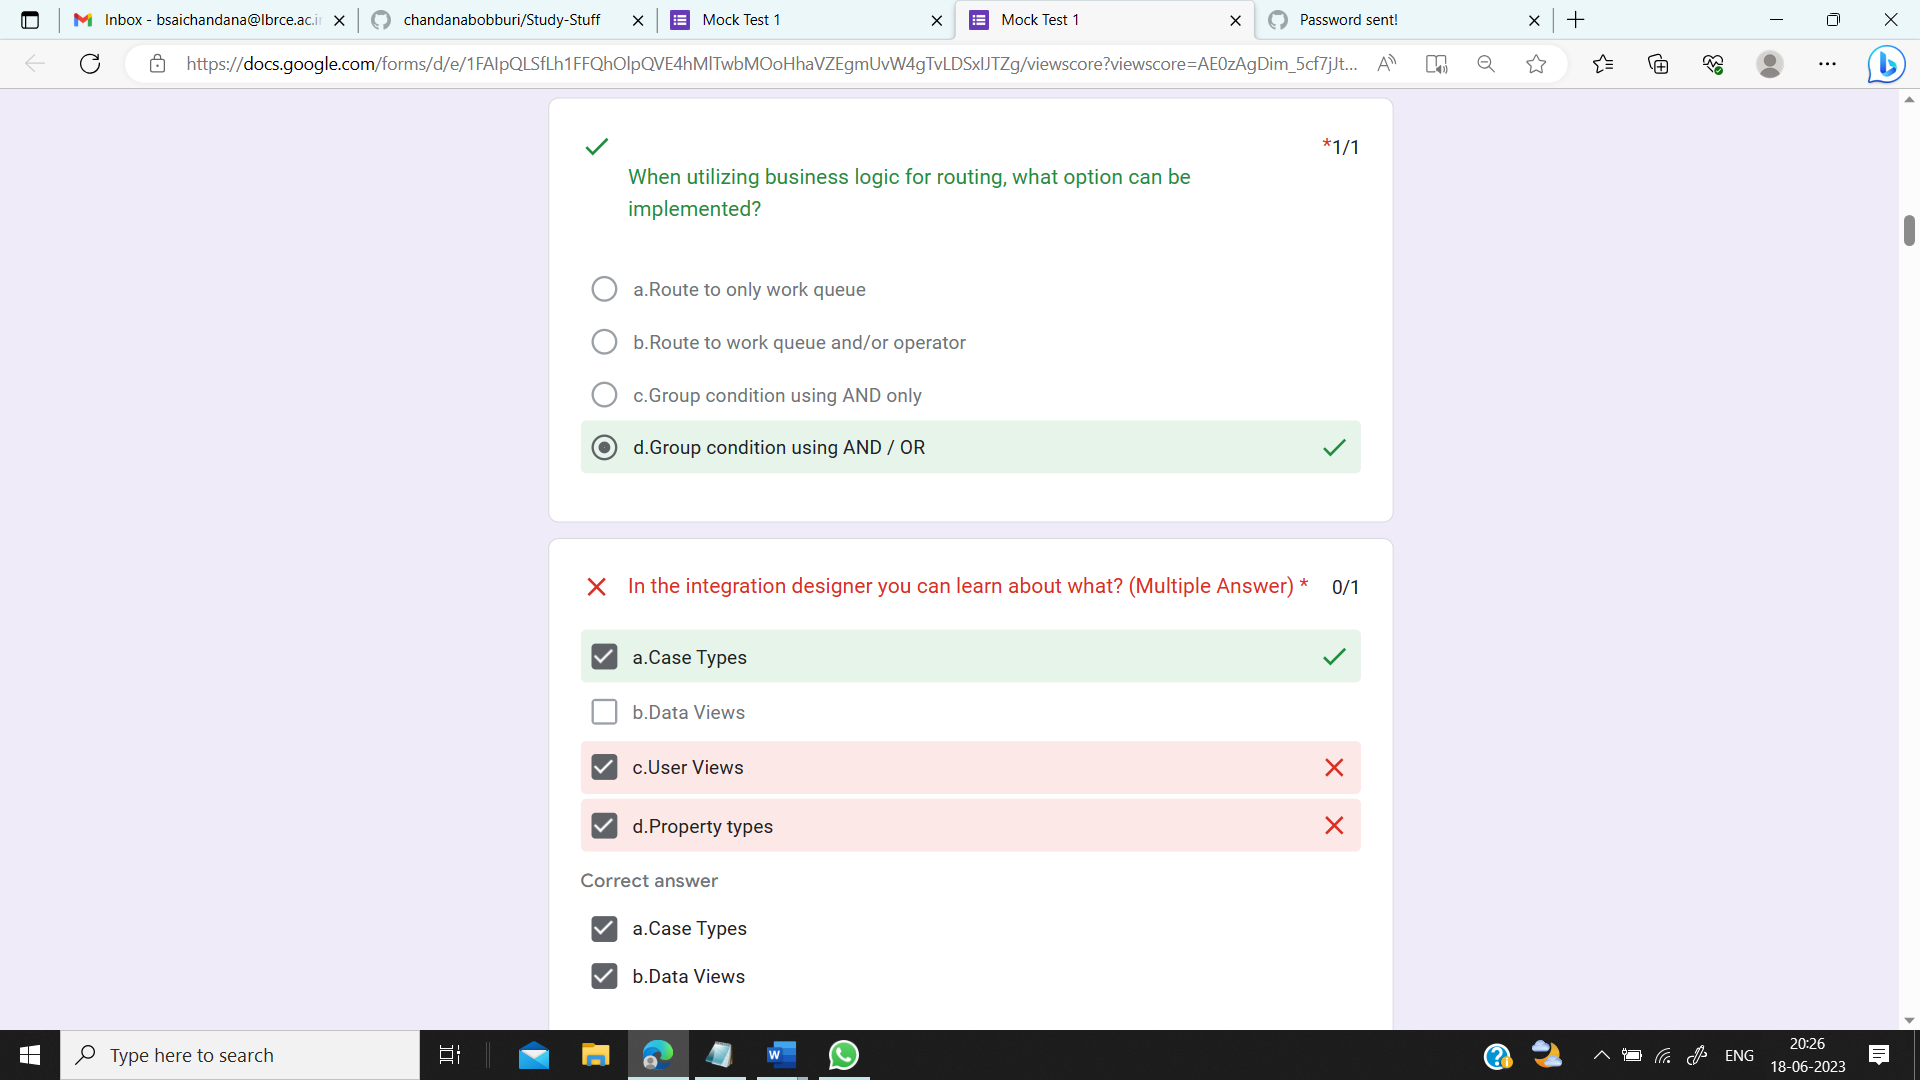 Inbox - bsaichandana@lbrce.ac.i
chandanabobburi/Study-Stuff
Mock Test 1
Mock Test 1
Password sent!
https://docs.google.com/forms/d/e/1FAIpQLSfLh1FFQhOlpQVE4hMlTwbMOoHhaVZEgmUvW4gTvLDSxIJTZg/viewscore?viewscore=AE0zAgDim_5cf7jJt...
*1/1
When utilizing business logic for routing, what option can be
implemented?
a.Route to only work queue
b.Route to work queue and/or operator
c.Group condition using AND only
d.Group condition using AND / OR
In the integration designer you can learn about what? (Multiple Answer) * 0/1
a.Case Types
b.Data Views
c.User Views
d.Property types
Correct answer
a.Case Types
b.Data Views
Type here to search
ENG
20:26
18-06-2023